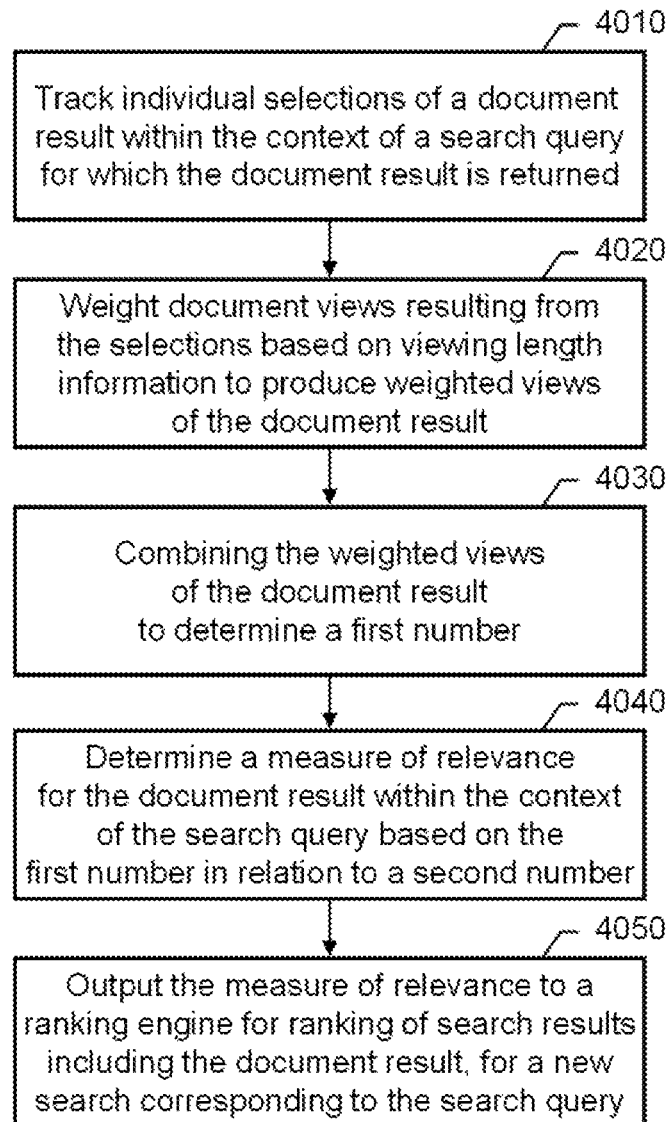 4010
Track individual selections of a document
result within the context of a search query
for which the document result is returned
4020
Weight document views resulting from
the selections based on viewing length
information to produce weighted views
of the document result
4030
Combining the weighted views
of the document result
to determine a first number
4040
Determine a measure of relevance
for the document result within the context
of the search query based on the
first number in relation to a second number
4050
Output the measure of relevance to a
ranking engine for ranking of search results
including the document result, for a new
search corresponding to the search query